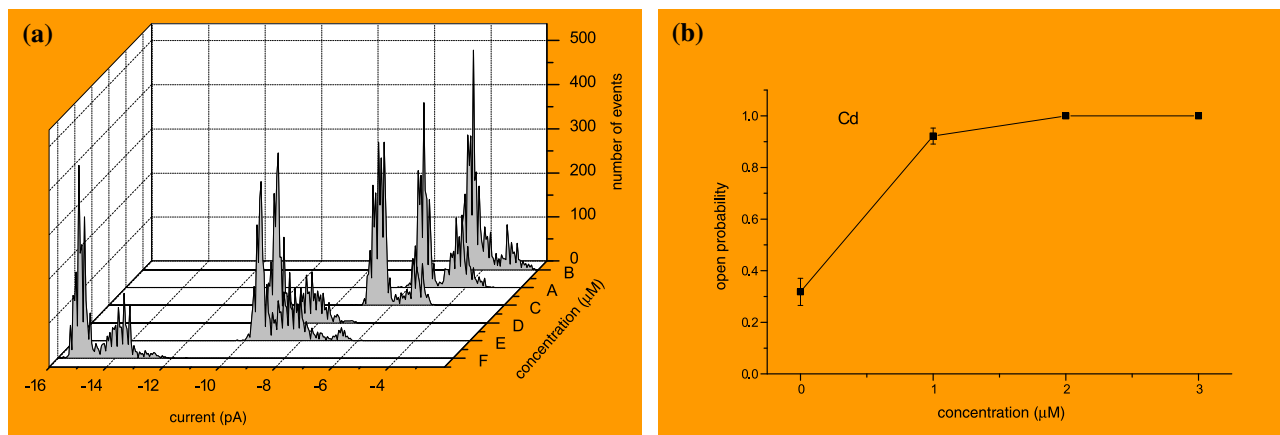 (a)
500
400
300
200
100
0
number of events
B
A
C
D
E
F
concentration (μM)
-16
-14
-12
-10
-8
-6
-4
current (pA)
(b)
Cd
1.0
0.8
0.6
0.4
0.2
0.0
open probability
0
1
2
3
concentration (μM)